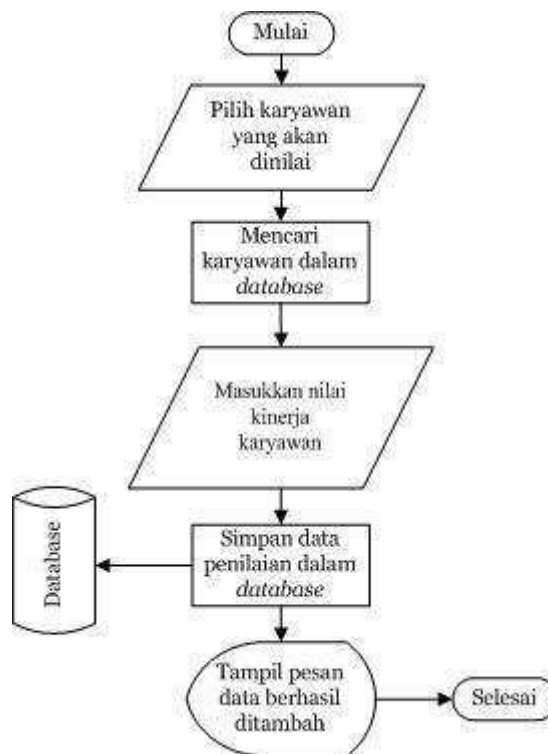 Mulai
Pilih karyawan
yang akan
dinilai
Mencari
karyawan dalam
database
Masukkan nilai
kinerja
karyawan
Simpan data
penilaian dalam
database
Database
Tampil pesan
data berhasil
ditambah
Selesai